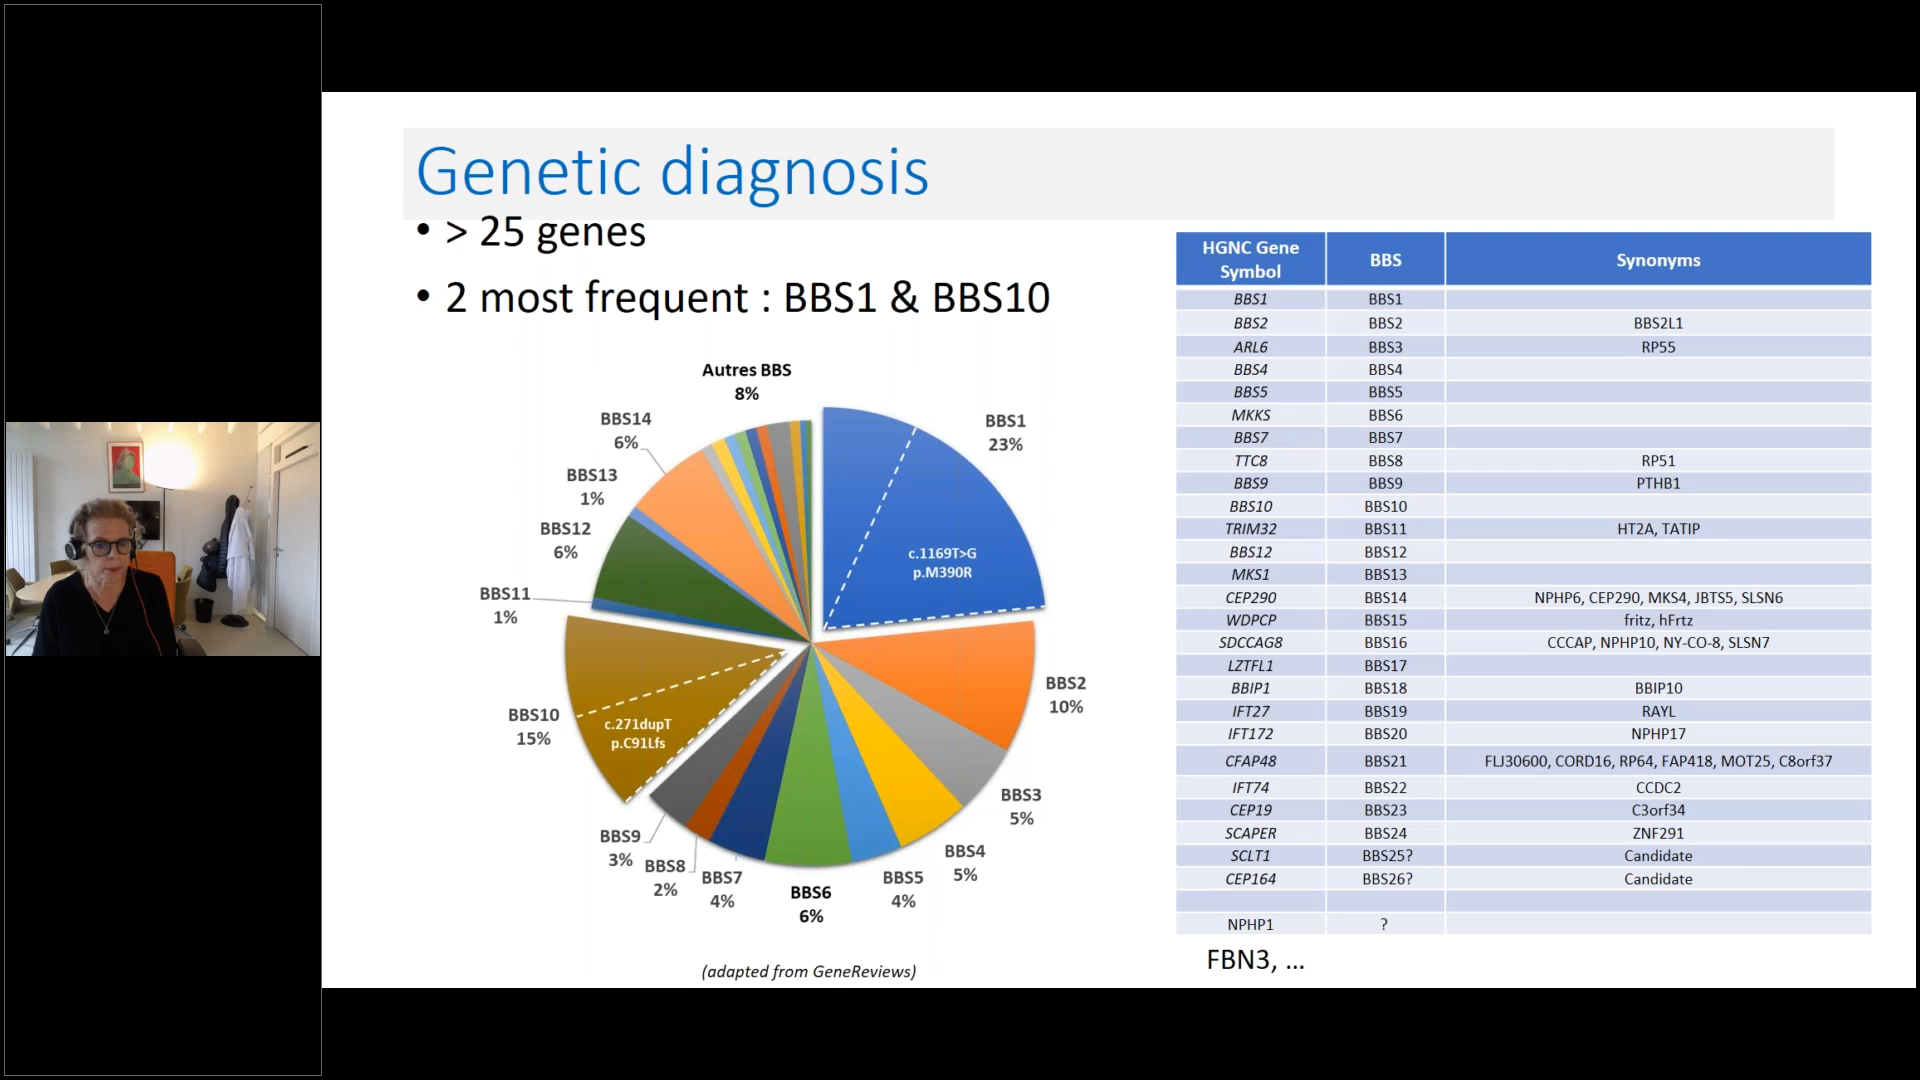 Genetic diagnosis
• > 25 genes
• 2 most frequent : BBS1 & BBS10
Autres BBS
8%
BBS14
6%
BBS13
1%
BBS12
6%
BBS11
1%
BBS10
15%
BBS9
3%
BBS8
2%
BBS7
4%
BBS6
6%
BBS5
4%
BBS4
5%
BBS3
5%
BBS2
10%
BBS1
23%
c.1169T>G
p.M390R
c.271dupT
p.C91Lfs
(adapted from GeneReviews)
HGNC Gene Symbol BBS Synonyms
BBS1 BBS1
BBS2 BBS2 BBS2L1
ARL6 BBS3 RP55
BBS4 BBS4
BBS5 BBS5
MKKS BBS6
BBS7 BBS7
TTC8 BBS8 RP51
BBS9 BBS9 PTHB1
BBS10 BBS10
TRIM32 BBS11 HT2A, TATIP
BBS12 BBS12
MKS1 BBS13
CEP290 BBS14 NPHP6, CEP290, MKS4, JBTS5, SLSN6
WDPCP BBS15 fritz, hFrtz
SDCCAG8 BBS16 CCCAP, NPHP10, NY-CO-8, SLSN7
LZTFL1 BBS17
BBIP1 BBS18 BBIP10
IFT27 BBS19 RAYL
IFT172 BBS20 NPHP17
CFAP48 BBS21 FLJ30600, CORD16, RP64, FAP418, MOT25, C8orf37
IFT74 BBS22 CCDC2
CEP19 BBS23 C3orf34
SCAPER BBS24 ZNF291
SCLT1 BBS25? Candidate
CEP164 BBS26? Candidate
NPHP1 ?
FBN3, ...